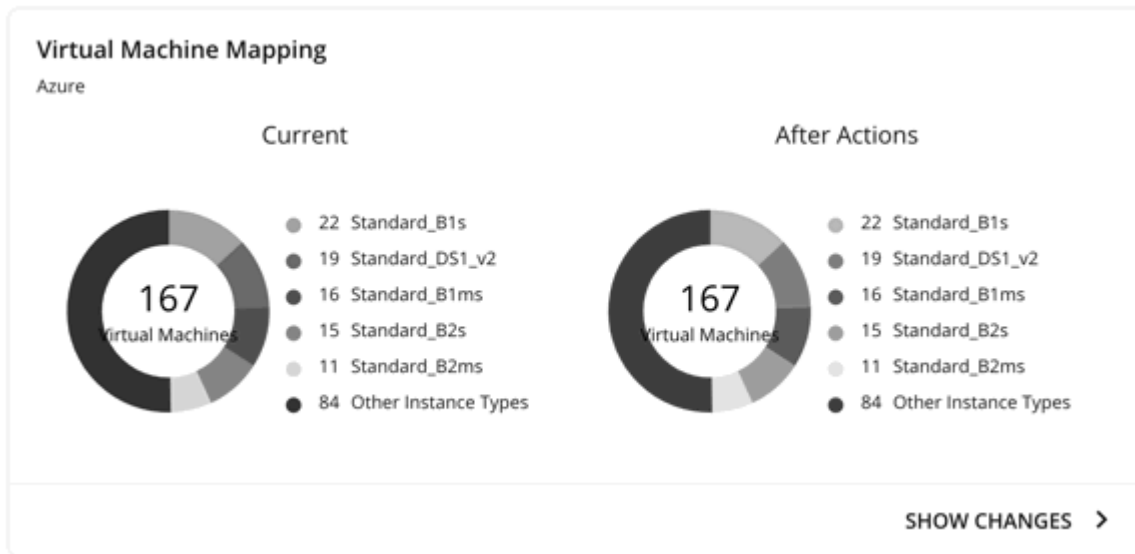 Virtual Machine Mapping
Azure
Current
167
Virtual Machines
22 Standard_B1s
19 Standard_DS1_v2
16 Standard_B1ms
15 Standard_B2s
11 Standard_B2ms
84 Other Instance Types
After Actions
167
Virtual Machines
22 Standard_B1s
19 Standard_DS1_v2
16 Standard_B1ms
15 Standard_B2s
11 Standard_B2ms
84 Other Instance Types
SHOW CHANGES